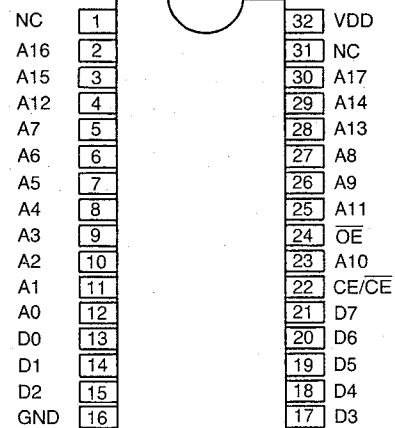 NC 1 32 VDD
A16 2 31 NC
A15 3 30 A17
A12 4 29 A14
A7 5 28 A13
A6 6 27 A8
A5 7 26 A9
A4 8 25 A11
A3 9 24 O̅E̅
A2 10 23 A10
A1 11 22 CE/C̅E̅
A0 12 21 D7
D0 13 20 D6
D1 14 19 D5
D2 15 18 D4
GND 16 17 D3